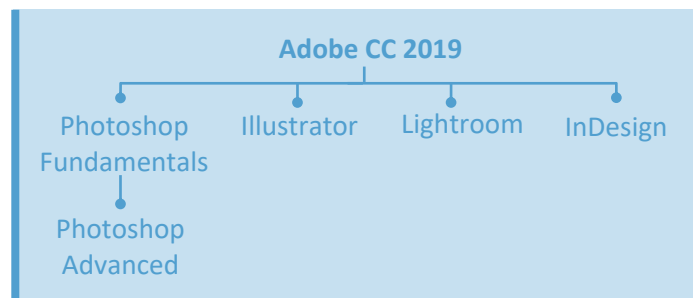 Adobe CC 2019
Photoshop
Fundamentals
Illustrator
Lightroom
InDesign
Photoshop
Advanced